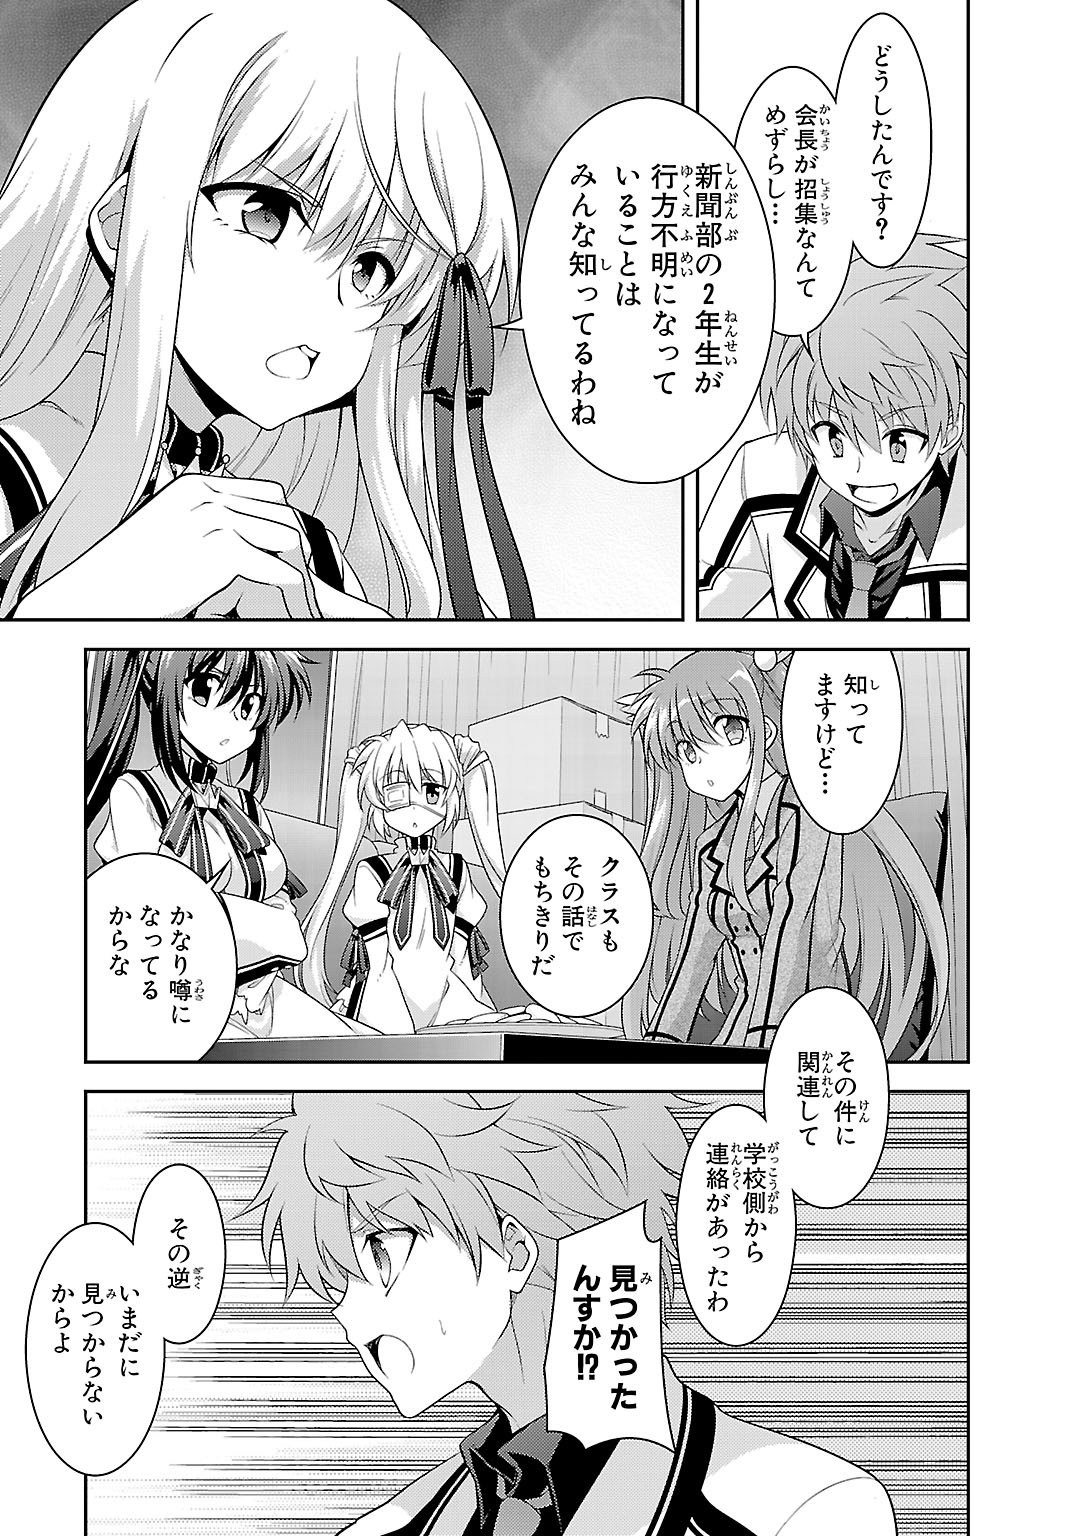 どうしたんです？
会長が招集なんて
めずらし…
新聞部の2年生が
行方不明になって
いることは
みんな知ってるわね
知って
ますけど…
クラスも
その話で
もちきりだ
かなり噂に
なってる
からな
その件に
関連して
学校側から
連絡があったわ
見つかった
んすか!?
その逆
いまだに
見つからない
からよ